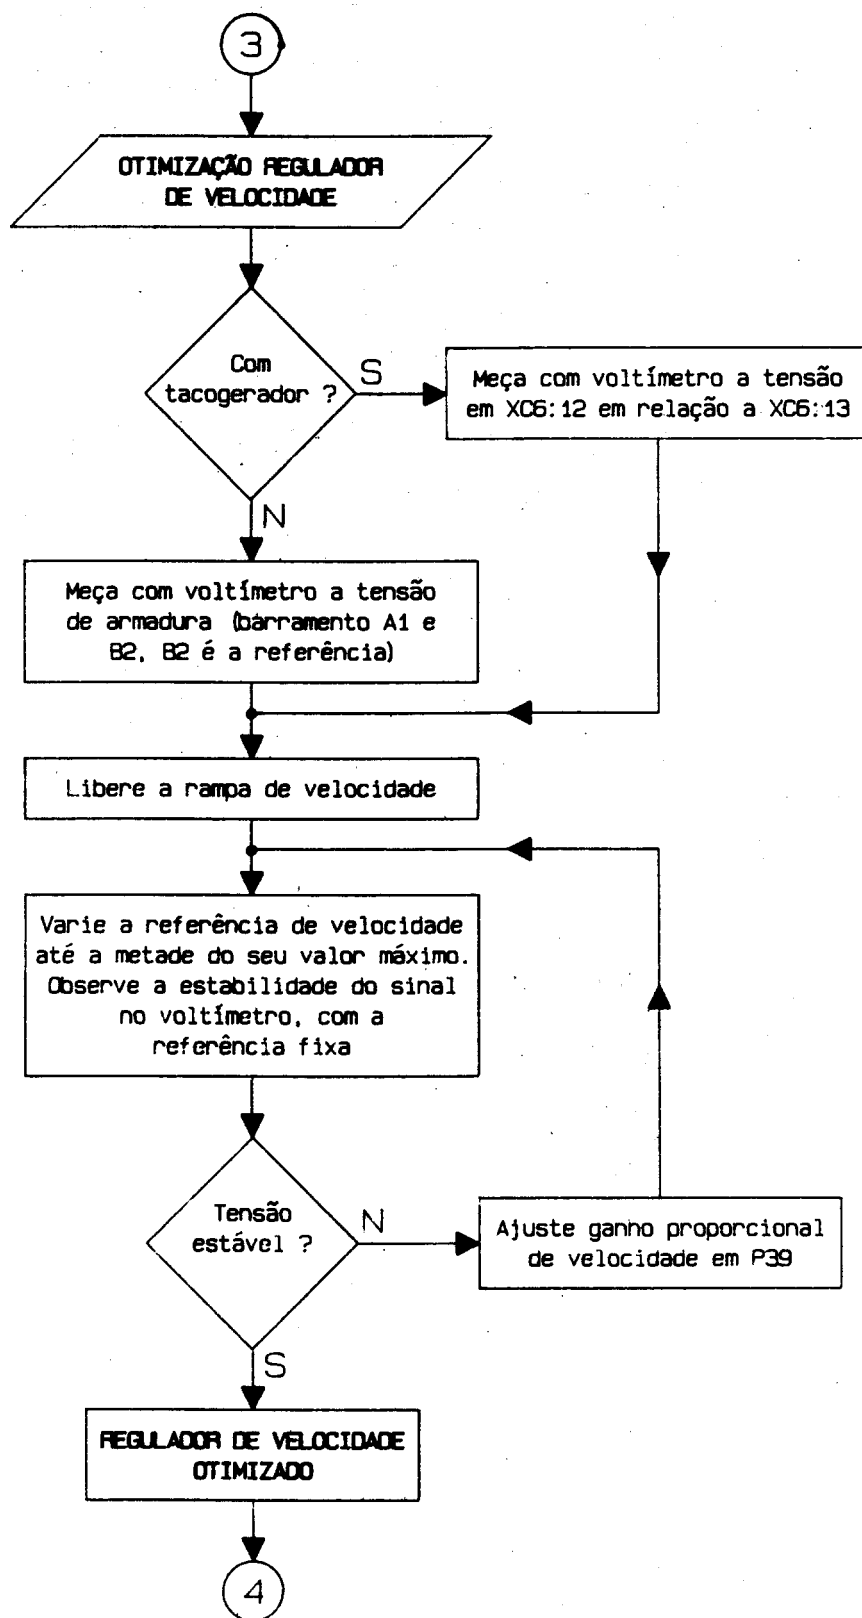 3
OTIMIZAÇÃO REGULADOR
DE VELOCIDADE
Com
tacogerador ?
S
Meça com voltímetro a tensão
em XC6:12 em relação a XC6:13
N
Meça com voltímetro a tensão
de armadura (barramento A1 e
B2, B2 é a referência)
Libere a rampa de velocidade
Varie a referência de velocidade
até a metade do seu valor máximo.
Observe a estabilidade do sinal
no voltímetro, com a
referência fixa
Tensão
estável ?
N
Ajuste ganho proporcional
de velocidade em P39
S
REGULADOR DE VELOCIDADE
OTIMIZADO
4